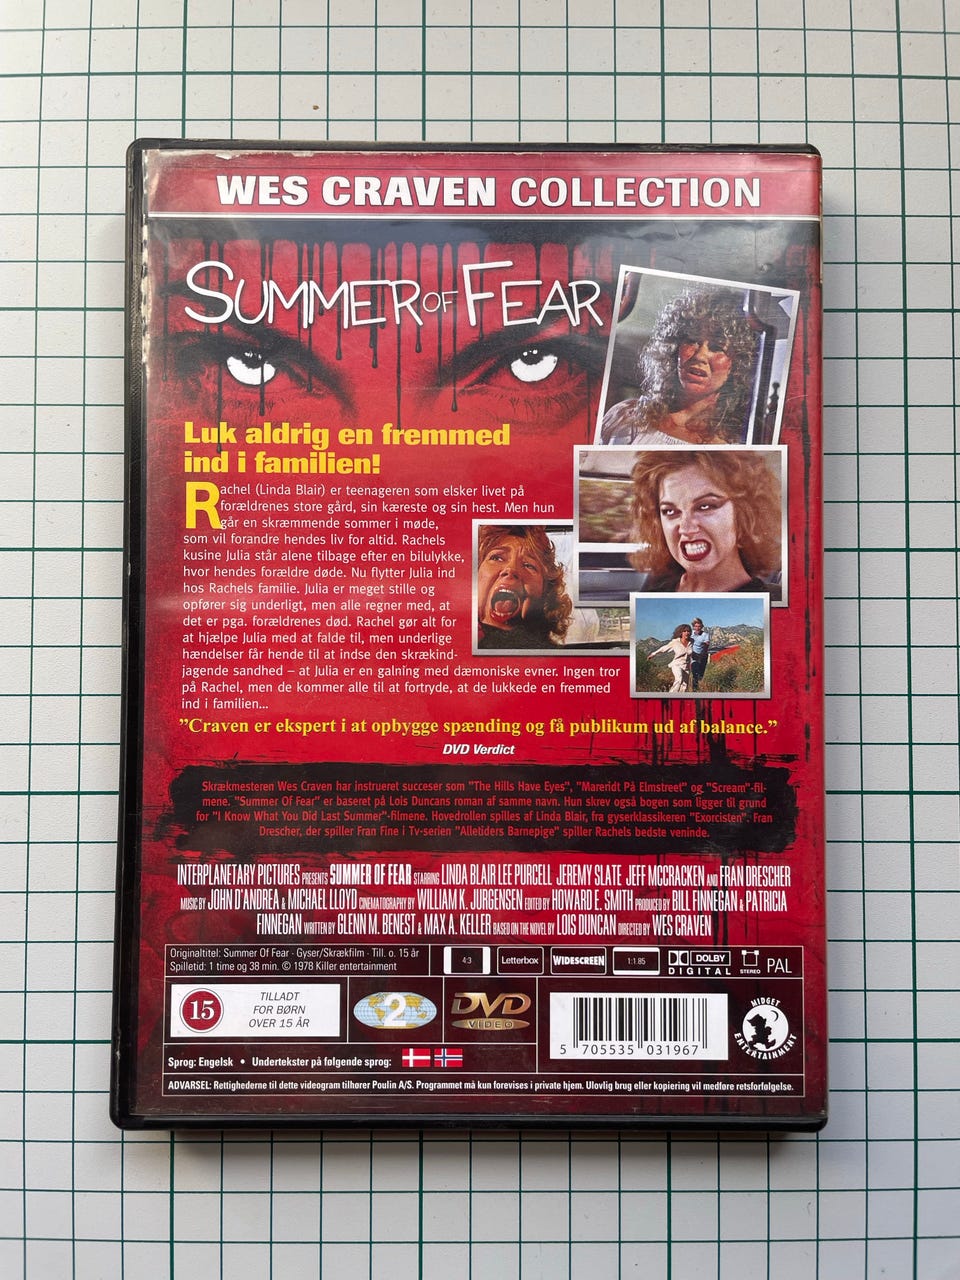 WES CRAVEN COLLECTION
SUMMER OF FEAR
Luk aldrig en fremmed
ind i familien!
Rachel (Linda Blair) er teenageren som elsker livet på
forældrenes store gård, sin kæreste og sin hest. Men hun
går en skræmmende sommer i møde,
som vil forandre hendes liv for altid. Rachels
kusine Julia står alene tilbage efter en bilulykke,
hvor hendes forældre døde. Nu flytter Julia ind
hos Rachels familie. Julia er meget stille og
opfører sig underligt, men alle regner med, at
det er pga. forældrenes død. Rachel gør alt for
at hjælpe Julia med at falde til, men underlige
hændelser får hende til at indse den skrækind-
jagende sandhed – at Julia er en galning med dæmoniske evner. Ingen tror
på Rachel, men de kommer alle til at fortryde, at de lukkede en fremmed
ind i familien...
"Craven er ekspert i at opbygge spænding og få publikum ud af balance."
DVD Verdict
Skrækmesteren Wes Craven har instrueret succeser som "The Hills Have Eyes", "Mareridt På Elmstreet" og "Scream"-fil-
mene. "Summer Of Fear" er baseret på Lois Duncans roman af samme navn. Hun skrev også bogen som ligger til grund
for "I Know What You Did Last Summer"-filmene. Hovedrollen spilles af Linda Blair, fra gyserklassikeren "Exorcisten". Fran
Drescher, der spiller Fran Fine i Tv-serien "Alletiders Barnepige" spiller Rachels bedste veninde.
INTERPLANETARY PICTURES PRESENTS SUMMER OF FEAR STARRING LINDA BLAIR LEE PURCELL JEREMY SLATE JEFF MCCRACKEN AND FRAN DRESCHER
MUSIC BY JOHN D'ANDREA & MICHAEL LLOYD CINEMATOGRAPHY BY WILLIAM K. JURGENSEN EDITED BY HOWARD E. SMITH PRODUCED BY BILL FINNEGAN & PATRICIA
FINNEGAN WRITTEN BY GLENN M. BENEST & MAX A. KELLER BASED ON THE NOVEL BY LOIS DUNCAN DIRECTED BY WES CRAVEN
Originaltitel: Summer Of Fear · Gyser/Skrækfilm · Till. o. 15 år
Spilletid: 1 time og 38 min. © 1978 Killer entertainment
4:3
Letterbox
WIDESCREEN
1:1.85
DOLBY
DIGITAL
STEREO
PAL
15
TILLADT
FOR BØRN
OVER 15 ÅR
2
DVD
VIDEO
5 705535 031967
MIDGET
ENTERTAINMENT
Sprog: Engelsk • Undertekster på følgende sprog:
ADVARSEL: Rettighederne til dette videogram tilhører Poulin A/S. Programmet må kun forevises i private hjem. Ulovlig brug eller kopiering vil medføre retsforfølgelse.